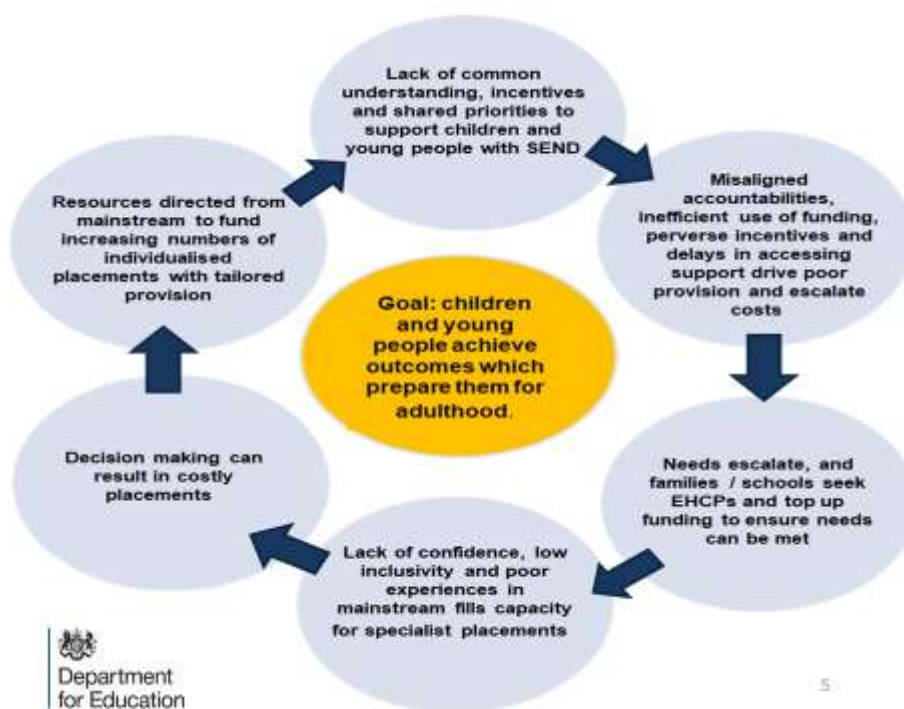 Lack of common
understanding, incentives
and shared priorities to
support children and
young people with SEND
Misaligned
accountabilities,
inefficient use of funding,
perverse incentives and
delays in accessing
support drive poor
provision and escalate
costs
Needs escalate, and
families / schools seek
EHCPs and top up
funding to ensure needs
can be met
Lack of confidence, low
inclusivity and poor
experiences in
mainstream fills capacity
for specialist placements
Decision making can
result in costly
placements
Resources directed from
mainstream to fund
increasing numbers of
individualised
placements with tailored
provision
Goal: children
and young
people achieve
outcomes which
prepare them for
adulthood.
Department
for Education
5